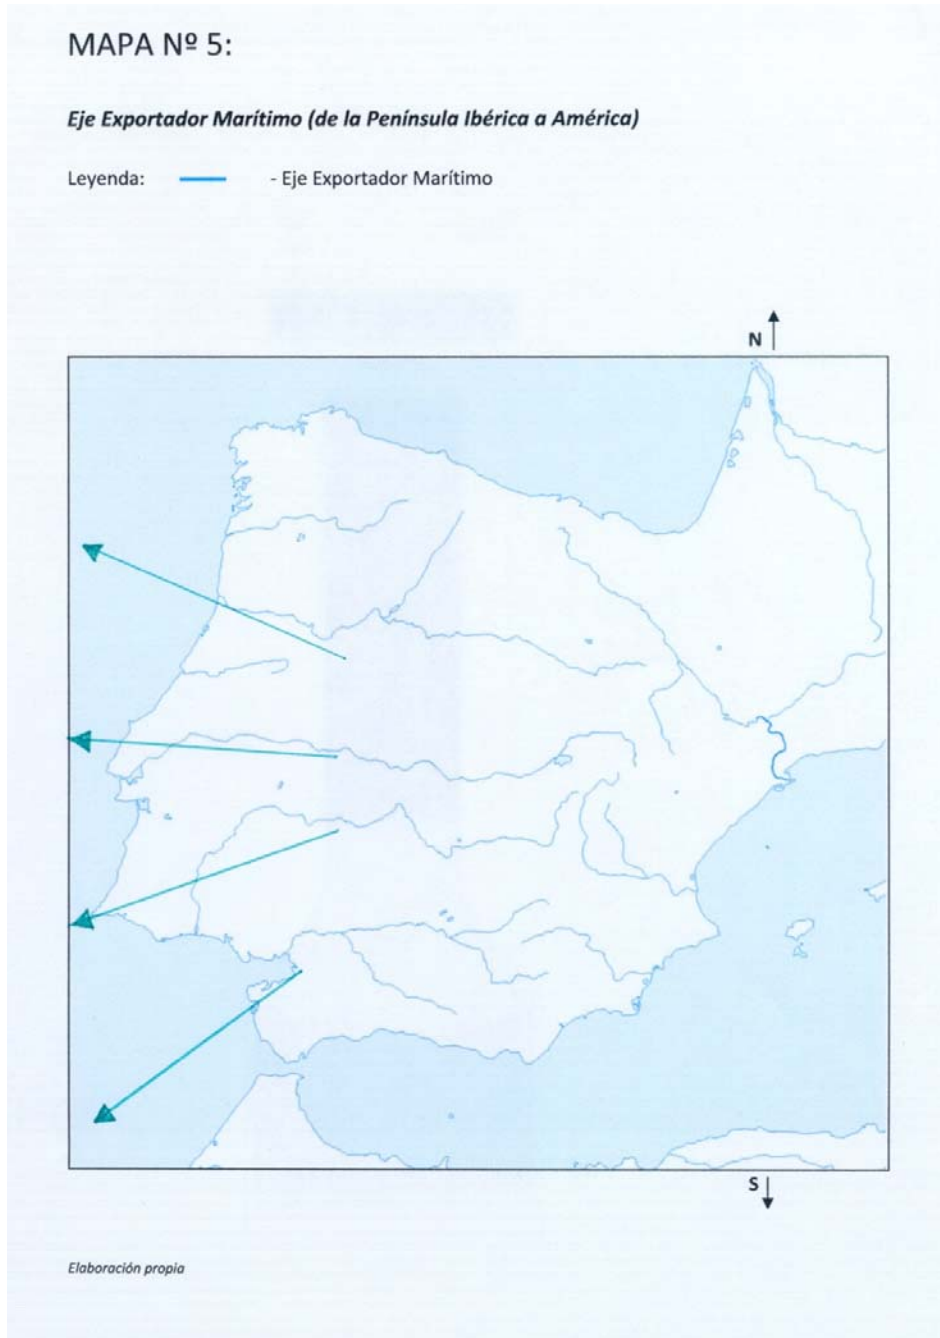 MAPA Nº 5:
Eje Exportador Marítimo (de la Península Ibérica a América)
Leyenda: - Eje Exportador Marítimo
N
S
Elaboración propia